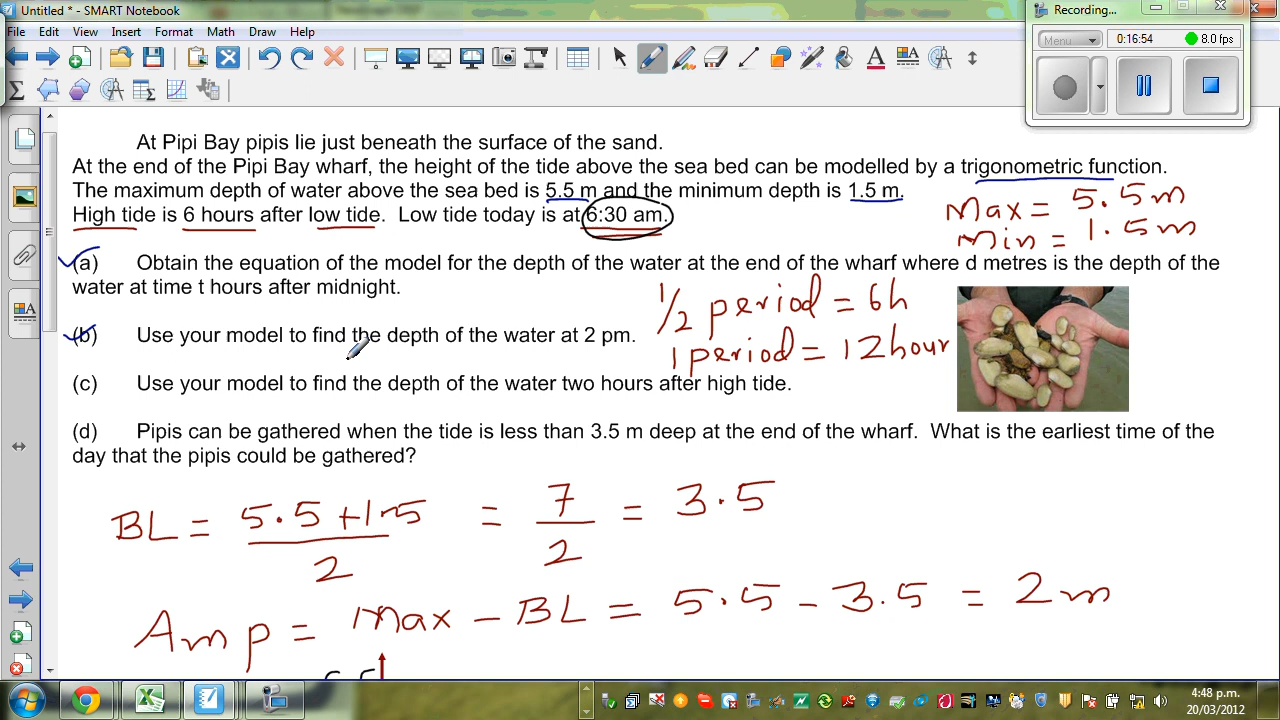 Untitled * - SMART Notebook
Recording...
File Edit View Insert Format Math Draw Help
Menu 0:16:54 8.0 fps
At Pipi Bay pipis lie just beneath the surface of the sand.
At the end of the Pipi Bay wharf, the height of the tide above the sea bed can be modelled by a trigonometric function.
The maximum depth of water above the sea bed is 5.5 m and the minimum depth is 1.5 m.
High tide is 6 hours after low tide. Low tide today is at 6:30 am.
Max = 5.5m
Min = 1.5m
(a) Obtain the equation of the model for the depth of the water at the end of the wharf where d metres is the depth of the
water at time t hours after midnight.
1/2 period = 6h
(b) Use your model to find the depth of the water at 2 pm.
1 period = 12hour
(c) Use your model to find the depth of the water two hours after high tide.
(d) Pipis can be gathered when the tide is less than 3.5 m deep at the end of the wharf. What is the earliest time of the
day that the pipis could be gathered?
BL = 5.5+1.5/2 = 7/2 = 3.5
Amp = max - BL = 5.5 - 3.5 = 2m
4:48 p.m.
20/03/2012